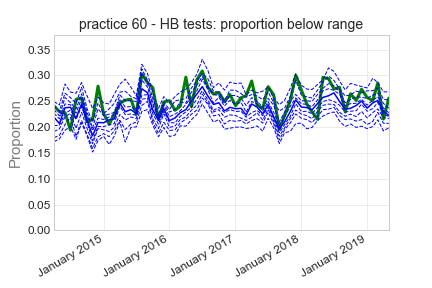 practice 60 - HB tests: proportion below range
Proportion
0.35
0.30
0.25
0.20
0.15
0.10
0.05
0.00
January 2015
January 2016
January 2017
January 2018
January 2019